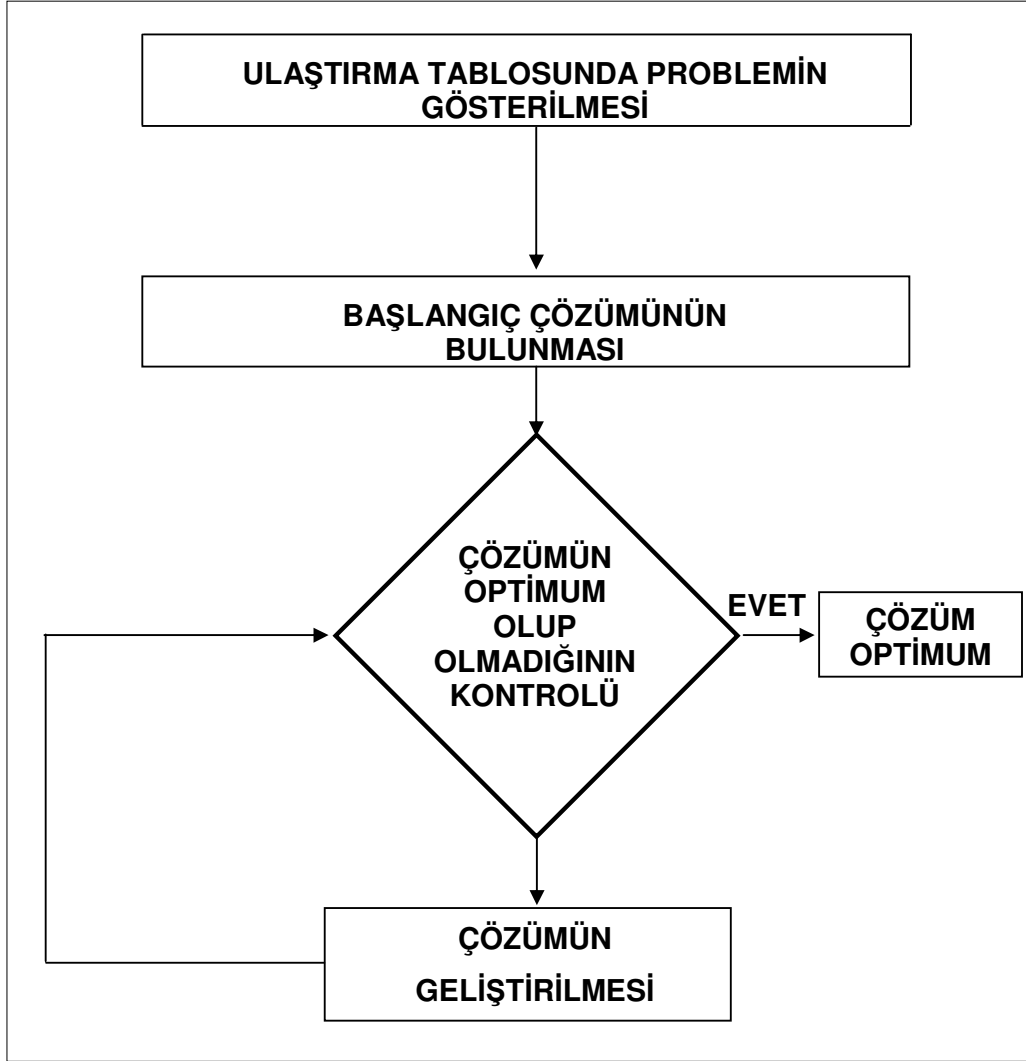 ULAŞTIRMA TABLOSUNDA PROBLEMİN
GÖSTERİLMESİ
BAŞLANGIÇ ÇÖZÜMÜNÜN
BULUNMASI
ÇÖZÜMÜN
OPTİMUM
OLUP
OLMADIĞININ
KONTROLÜ
EVET
ÇÖZÜM
OPTİMUM
ÇÖZÜMÜN
GELİŞTİRİLMESİ